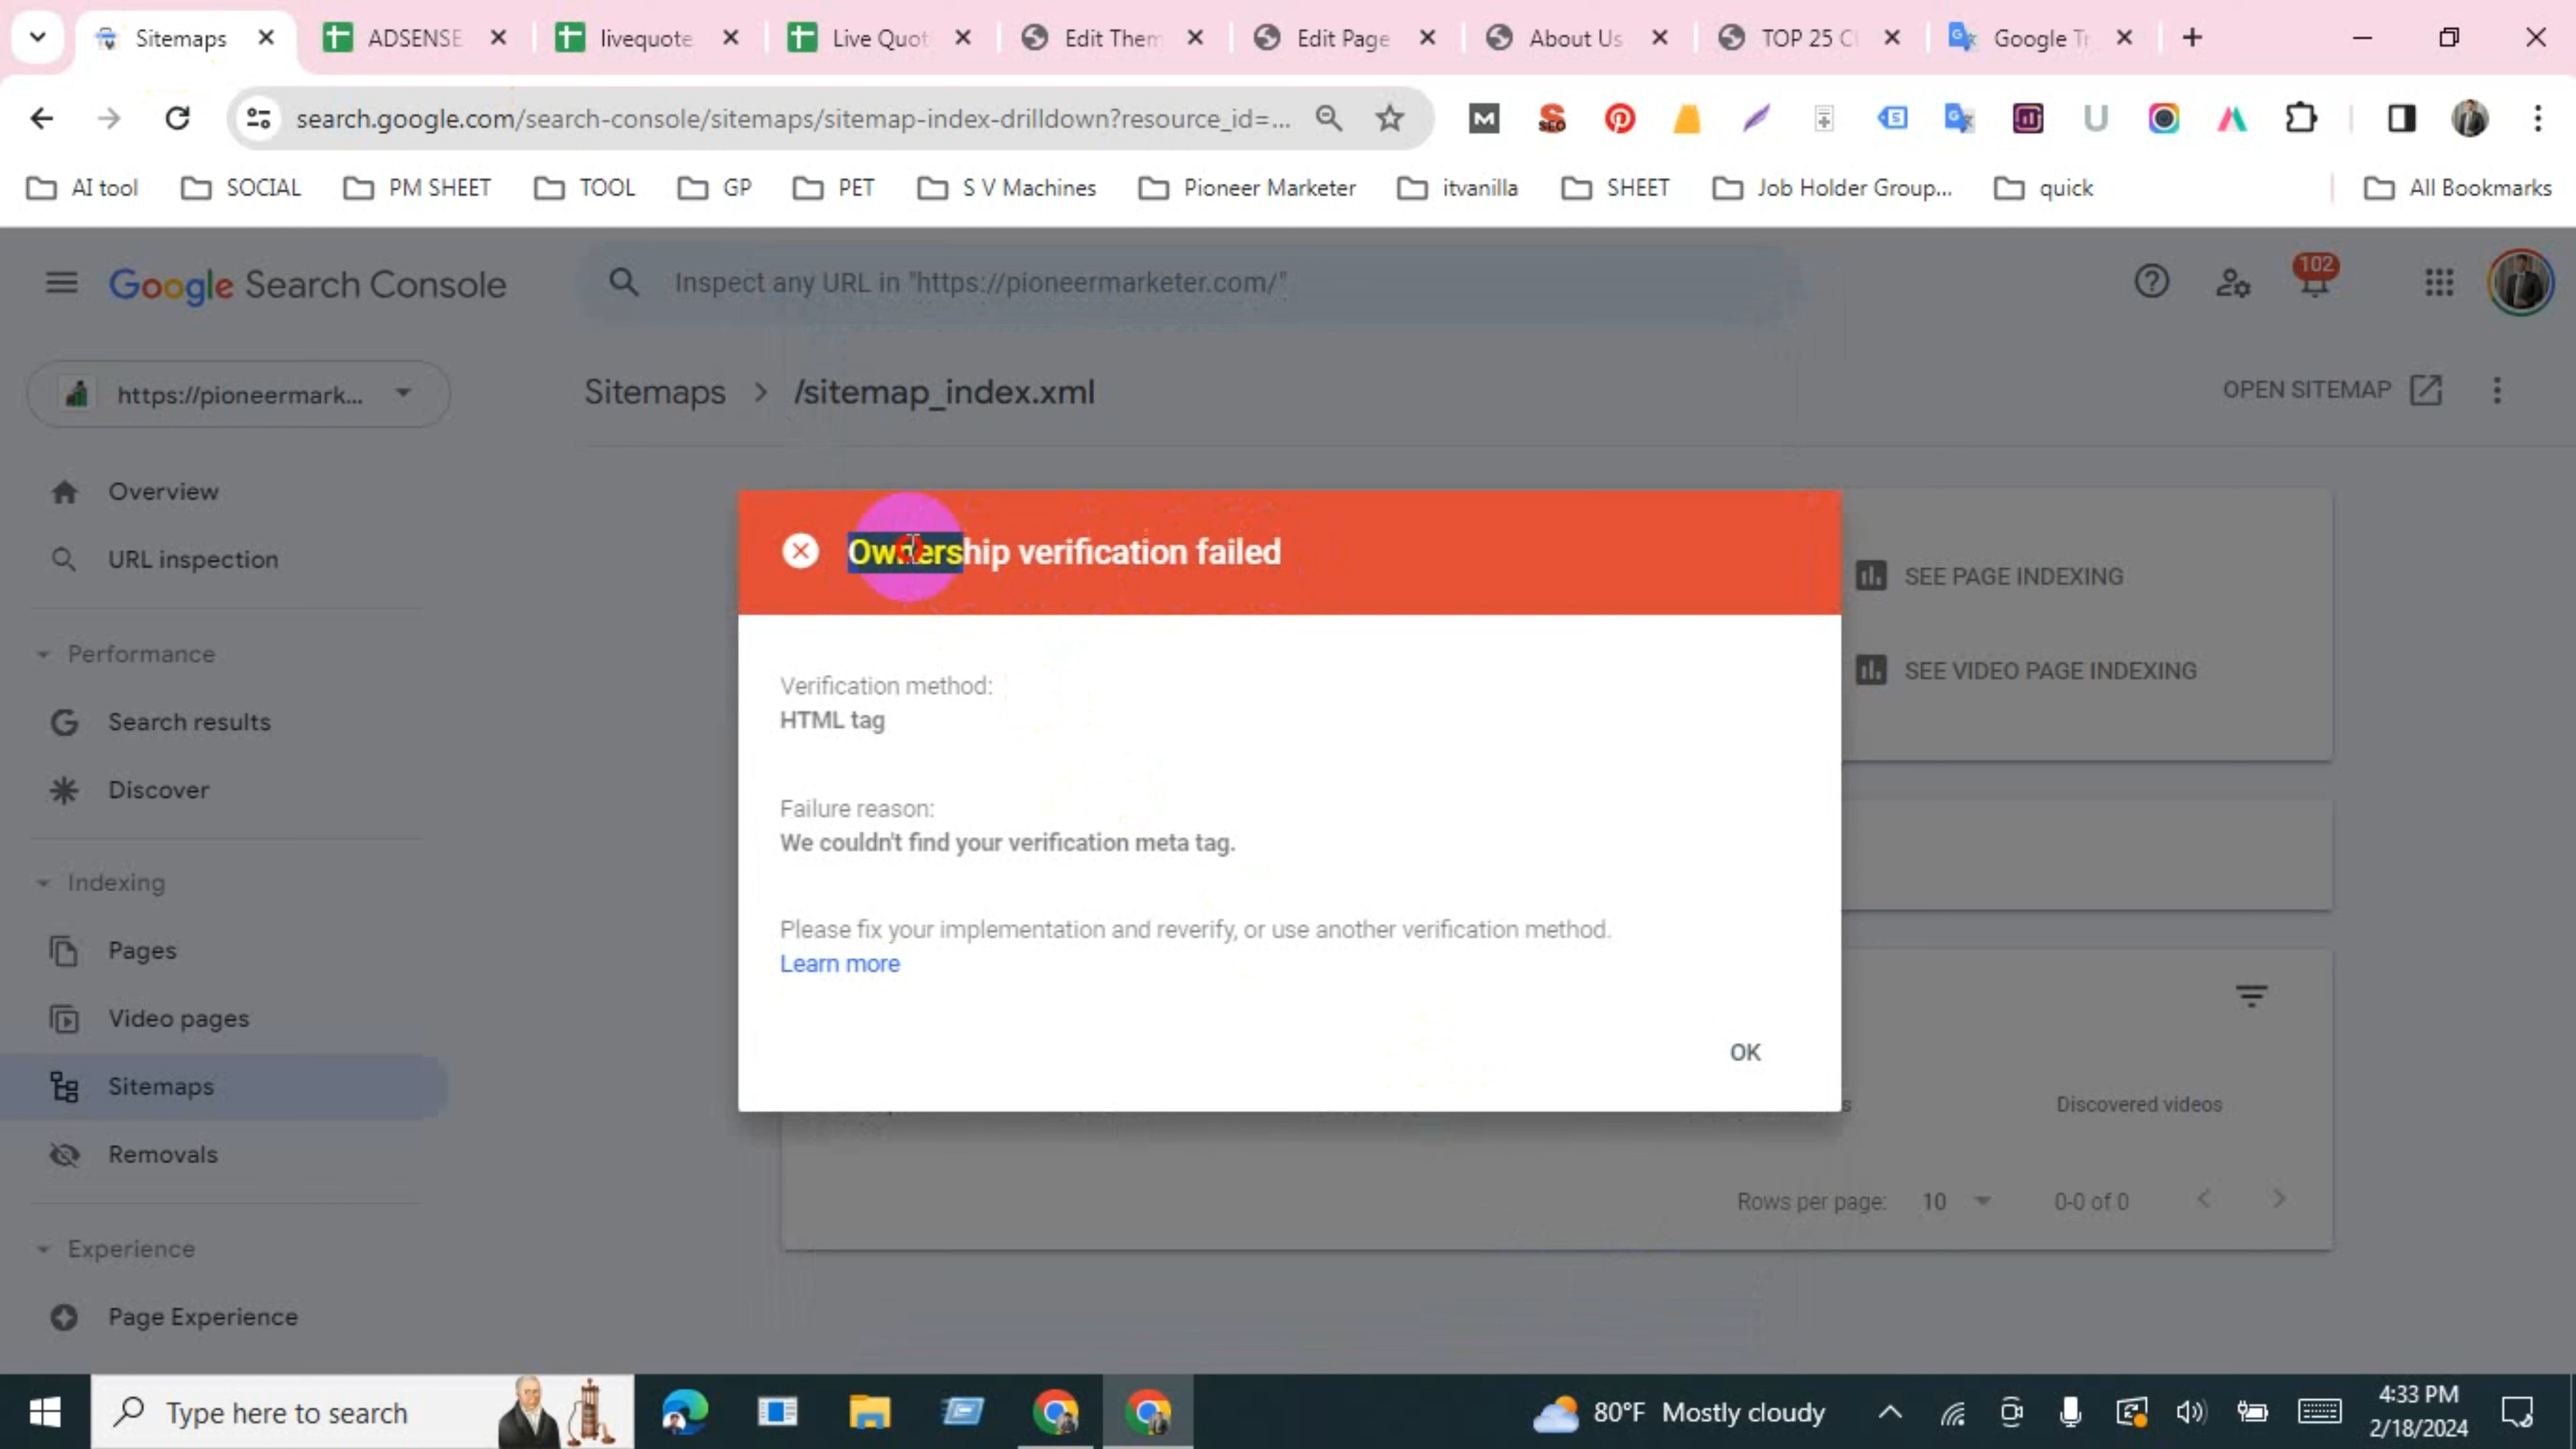 Sitemaps
ADSENSE
livequote
Live Quot
Edit Them
Edit Page
About Us
TOP 25 Cl
Google Tr
search.google.com/search-console/sitemaps/sitemap-index-drilldown?resource_id=...
AI tool
SOCIAL
PM SHEET
TOOL
GP
PET
S V Machines
Pioneer Marketer
itvanilla
SHEET
Job Holder Group...
quick
All Bookmarks
Google Search Console
Inspect any URL in "https://pioneermarketer.com/"
102
https://pioneermark...
Sitemaps > /sitemap_index.xml
OPEN SITEMAP
Overview
URL inspection
Performance
Search results
Discover
Indexing
Pages
Video pages
Sitemaps
Removals
Experience
Page Experience
Ownership verification failed
Verification method:
HTML tag
Failure reason:
We couldn't find your verification meta tag.
Please fix your implementation and reverify, or use another verification method.
Learn more
OK
SEE PAGE INDEXING
SEE VIDEO PAGE INDEXING
Discovered videos
Rows per page: 10
0-0 of 0
Type here to search
80°F Mostly cloudy
4:33 PM
2/18/2024